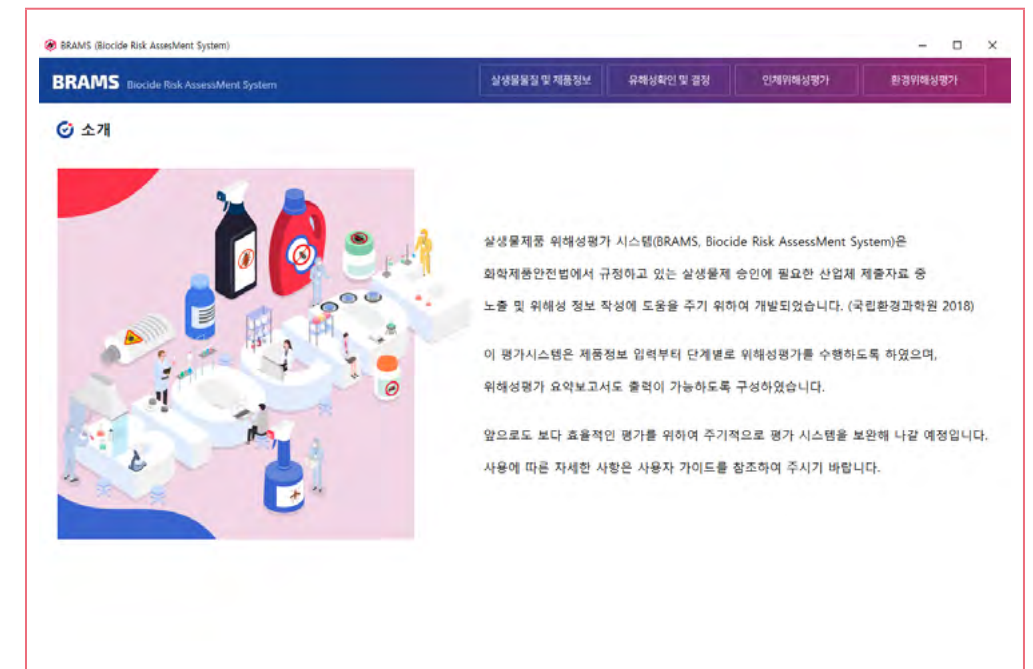 BRAMS (Biocide Risk AssesMent System)
BRAMS Biocide Risk AssessMent System
살생물물질 및 제품정보
유해성확인 및 결정
인체위해성평가
환경위해성평가
소개
살생물제품 위해성평가 시스템(BRAMS, Biocide Risk AssessMent System)은
화학제품안전법에서 규정하고 있는 살생물제 승인에 필요한 산업체 제출자료 중
노출 및 위해성 정보 작성에 도움을 주기 위하여 개발되었습니다. (국립환경과학원 2018)
이 평가시스템은 제품정보 입력부터 단계별로 위해성평가를 수행하도록 하였으며,
위해성평가 요약보고서도 출력이 가능하도록 구성하였습니다.
앞으로도 보다 효율적인 평가를 위하여 주기적으로 평가 시스템을 보완해 나갈 예정입니다.
사용에 따른 자세한 사항은 사용자 가이드를 참조하여 주시기 바랍니다.